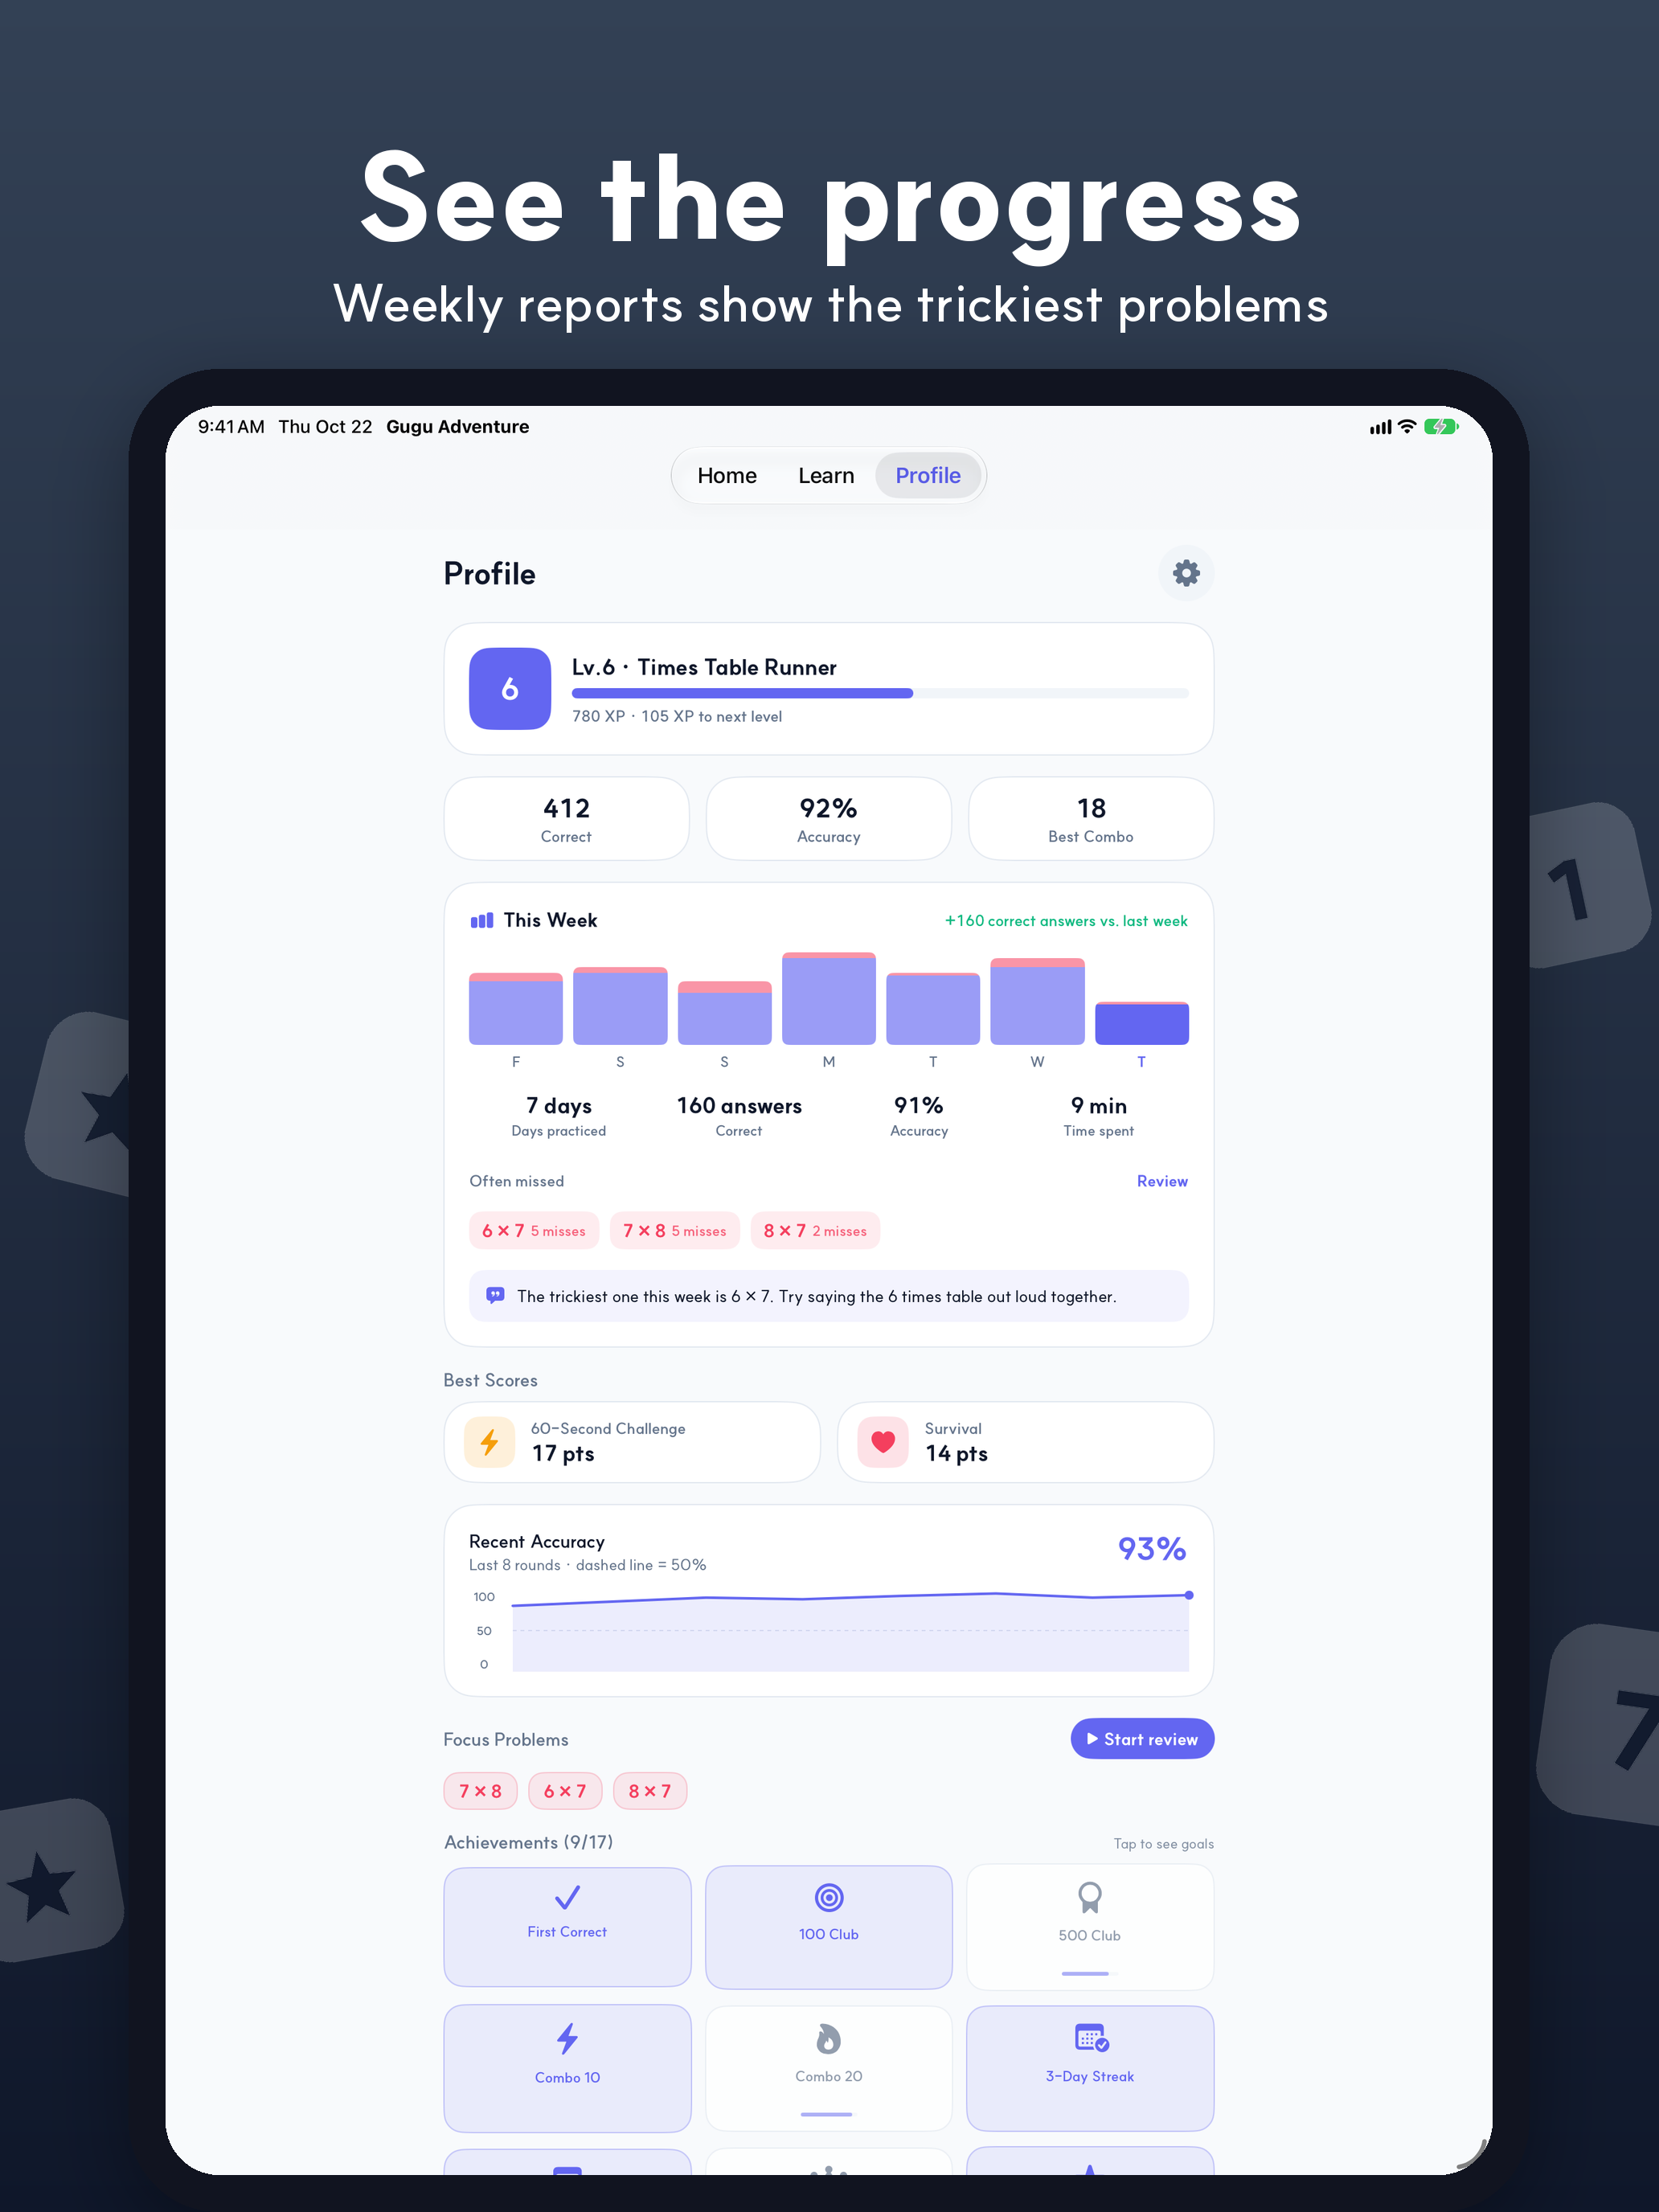 See the progress
Weekly reports show the trickiest problems
9:41 AM Thu Oct 22 Gugu Adventure
Home Learn Profile
Profile
6
Lv.6 · Times Table Runner
780 XP · 105 XP to next level
412
Correct
92%
Accuracy
18
Best Combo
1
This Week
+160 correct answers vs. last week
F S S M T W T
7 days
Days practiced
160 answers
Correct
91%
Accuracy
9 min
Time spent
Often missed
Review
6 × 7 5 misses
7 × 8 5 misses
8 × 7 2 misses
The trickiest one this week is 6 × 7. Try saying the 6 times table out loud together.
Best Scores
60-Second Challenge
17 pts
Survival
14 pts
Recent Accuracy
Last 8 rounds · dashed line = 50%
93%
100
50
0
Focus Problems
Start review
7
7 × 8
6 × 7
8 × 7
Achievements (9/17)
Tap to see goals
First Correct
100 Club
500 Club
Combo 10
Combo 20
3-Day Streak